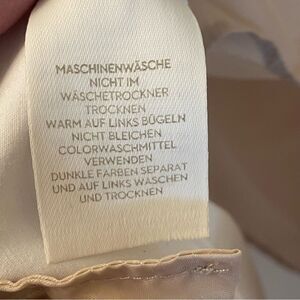 MASCHINENWÄSCHE
NICHT IM
WÄSCHETROCKNER
TROCKNEN
WARM AUF LINKS BÜGELN
NICHT BLEICHEN
COLORWASCHMITTEL
VERWENDEN
DUNKLE FARBEN SEPARAT
UND AUF LINKS WASCHEN
UND TROCKNEN